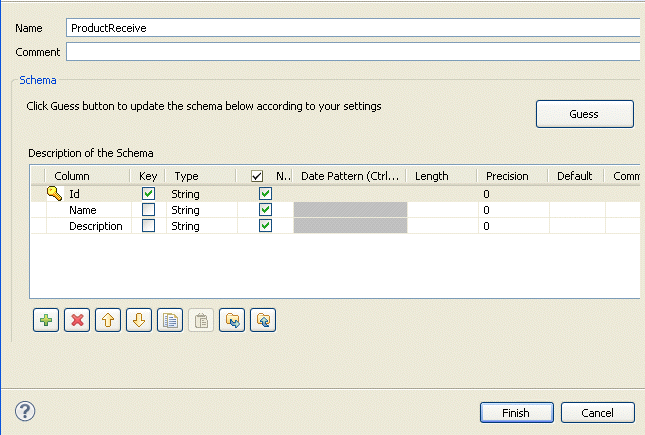 Name ProductReceive
Comment
Schema
Click Guess button to update the schema below according to your settings
Guess
Description of the Schema
Column Key Type N.. Date Pattern (Ctrl... Length Precision Default Comm
Id String 0
Name String 0
Description String 0
? Finish Cancel